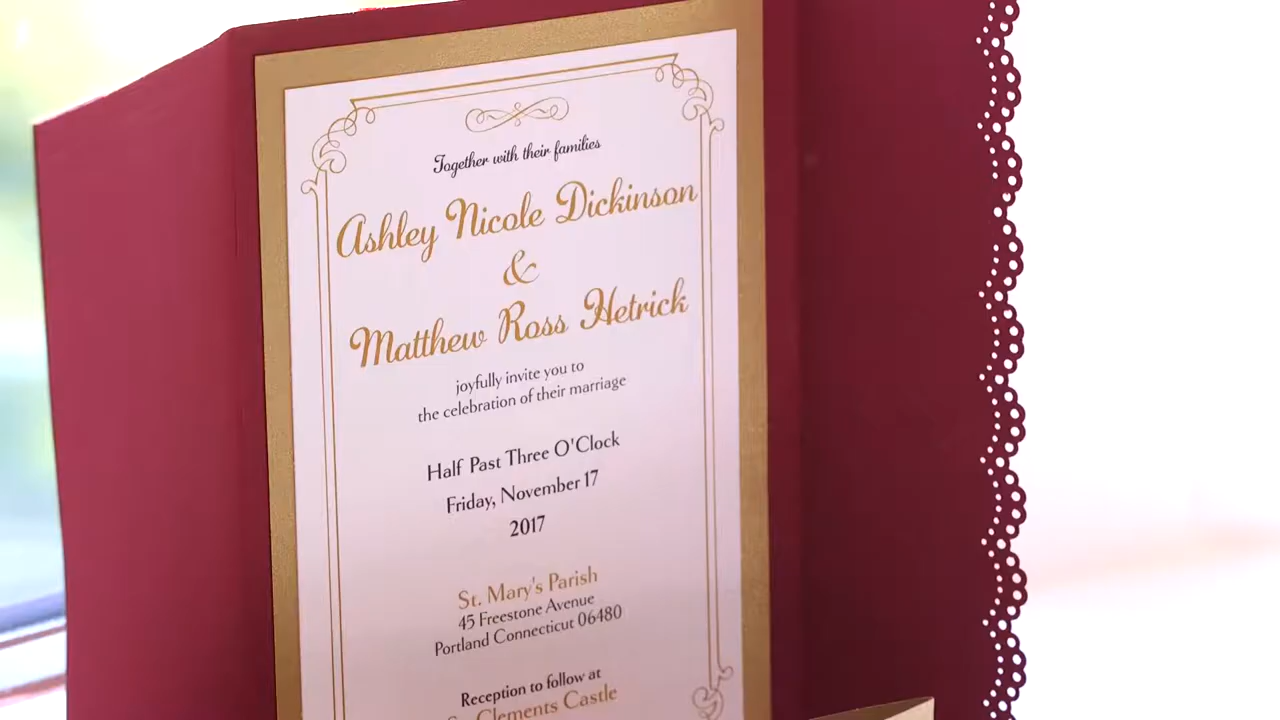 Together with their families
Ashley Nicole Dickinson
&
Matthew Ross Hetrick
joyfully invite you to
the celebration of their marriage
Half Past Three O'Clock
Friday, November 17
2017
St. Mary's Parish
45 Freestone Avenue
Portland Connecticut 06480
Reception to follow at
St. Clements Castle